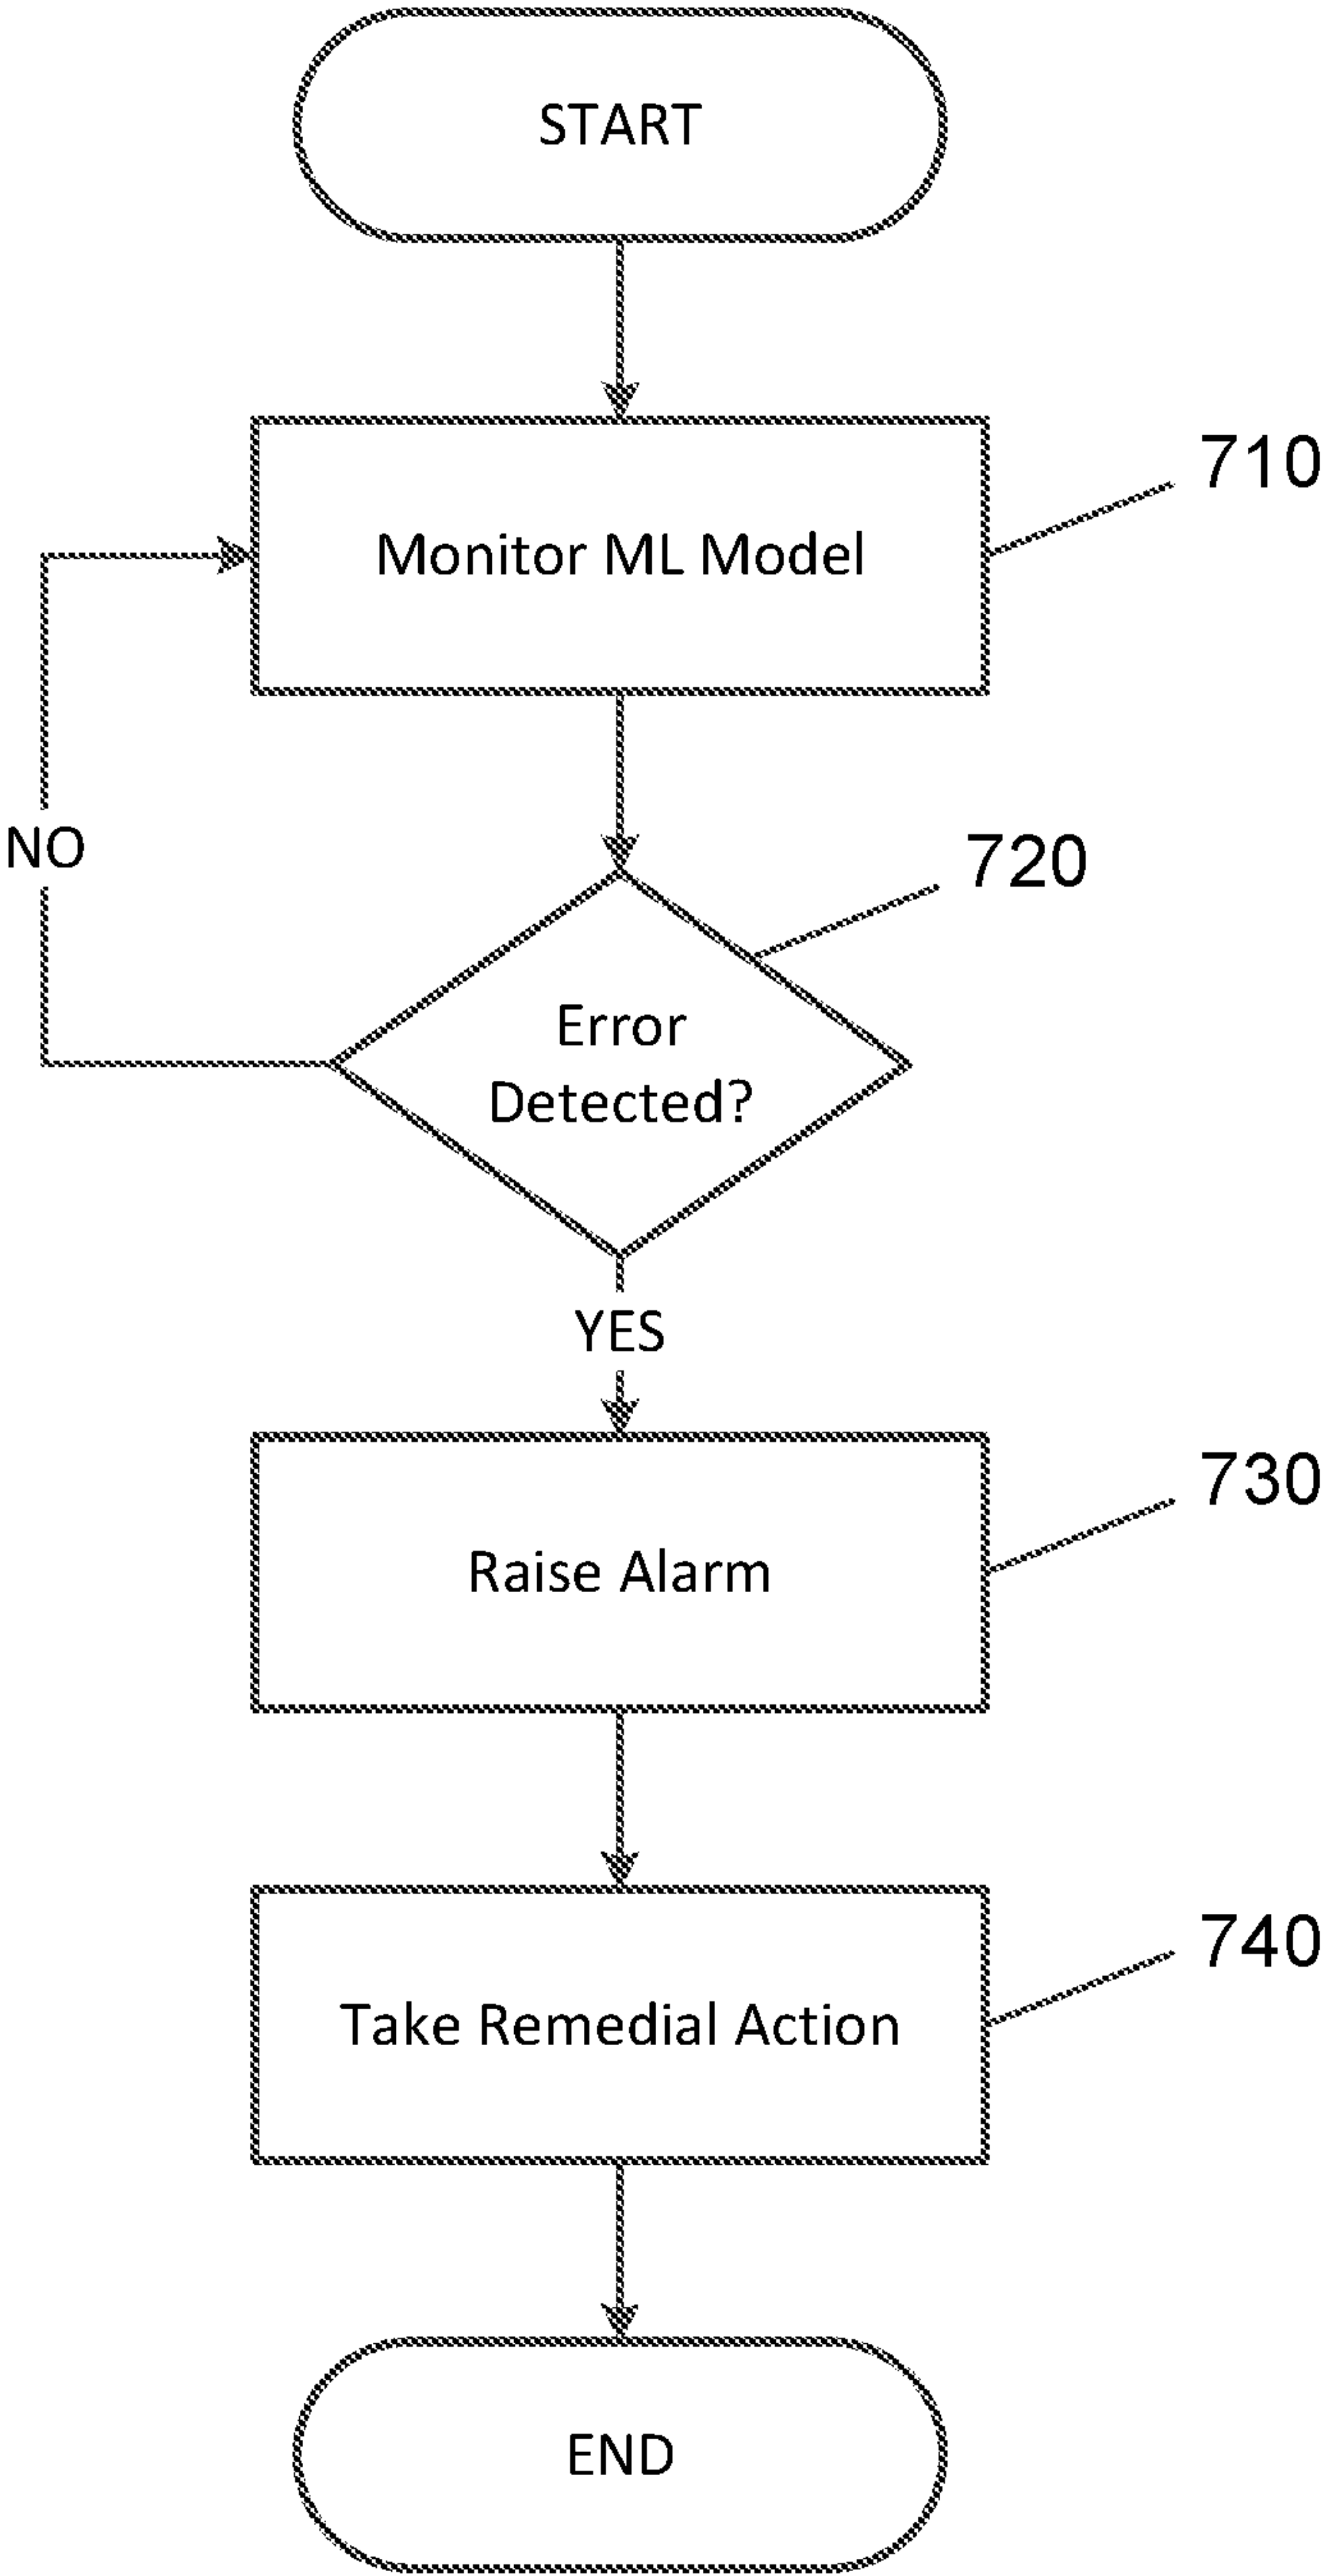 START
710
Monitor ML Model
NO
720
Error
Detected?
YES
730
Raise Alarm
740
Take Remedial Action
END